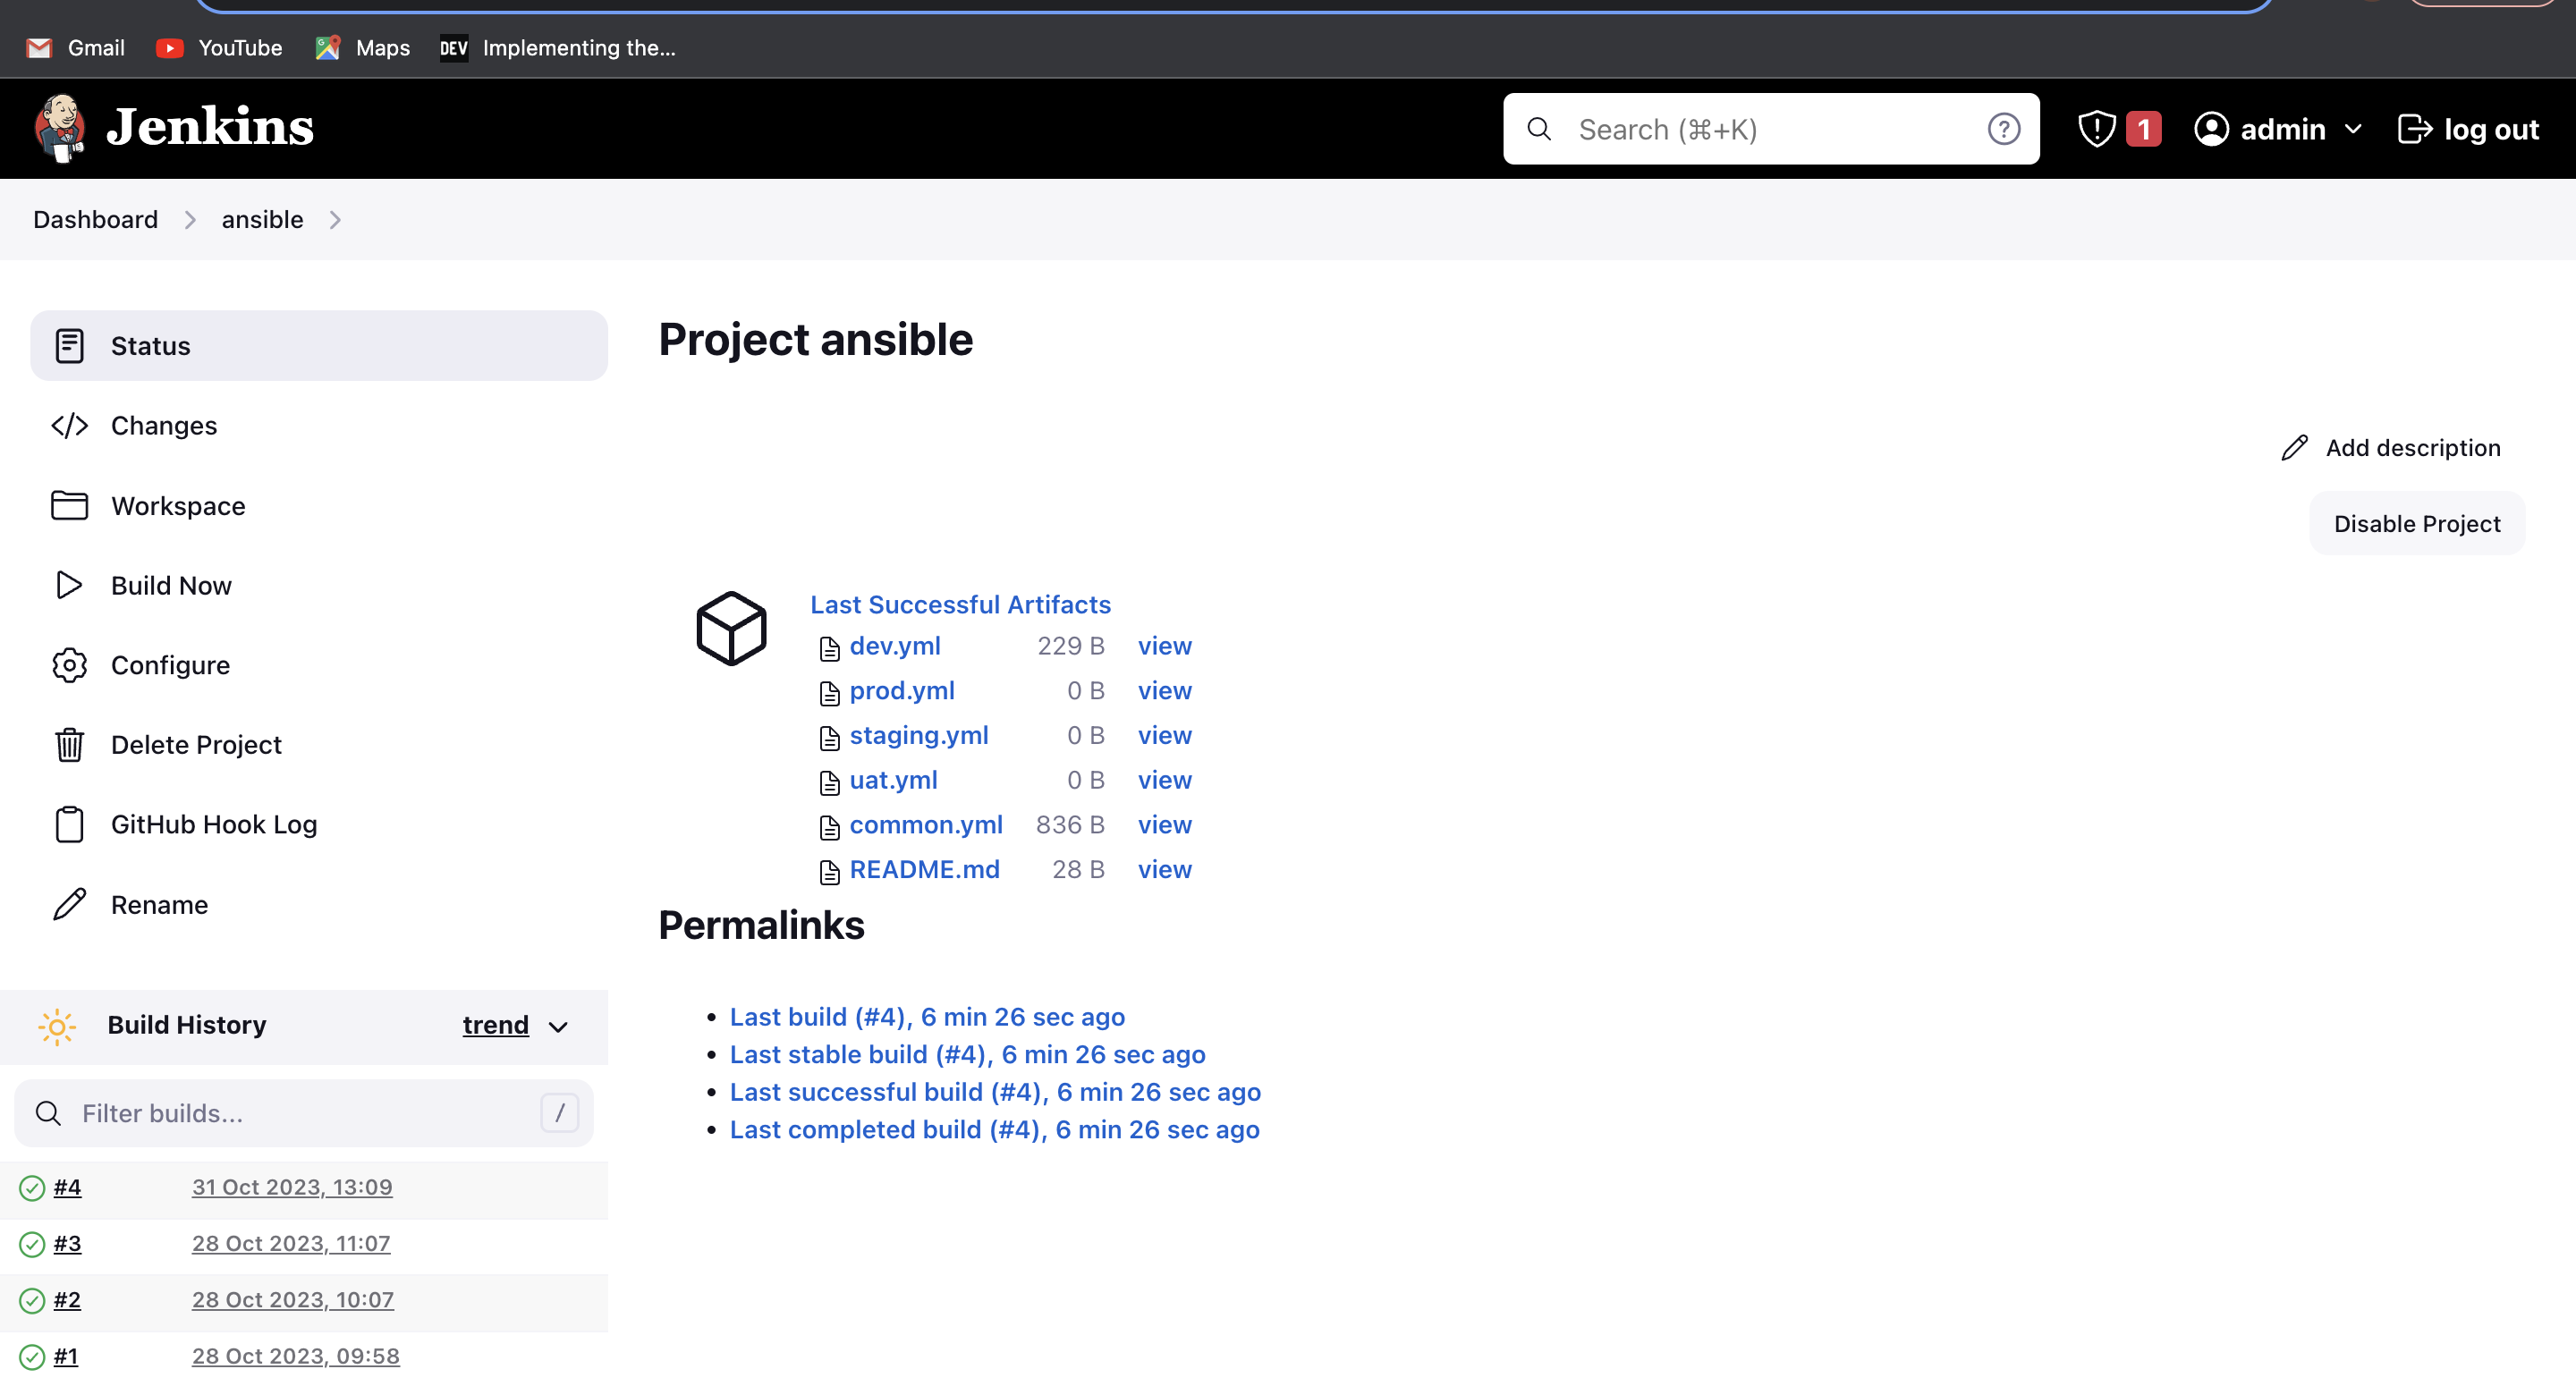 Gmail YouTube Maps DEV Implementing the...
Jenkins Search (⌘+K) ? 1 admin log out
Dashboard ansible
Status
Changes
Workspace
Build Now
Configure
Delete Project
GitHub Hook Log
Rename
Build History trend
Filter builds... /
#4 31 Oct 2023, 13:09
#3 28 Oct 2023, 11:07
#2 28 Oct 2023, 10:07
#1 28 Oct 2023, 09:58
Project ansible
Add description
Disable Project
Last Successful Artifacts
dev.yml 229 B view
prod.yml 0 B view
staging.yml 0 B view
uat.yml 0 B view
common.yml 836 B view
README.md 28 B view
Permalinks
Last build (#4), 6 min 26 sec ago
Last stable build (#4), 6 min 26 sec ago
Last successful build (#4), 6 min 26 sec ago
Last completed build (#4), 6 min 26 sec ago